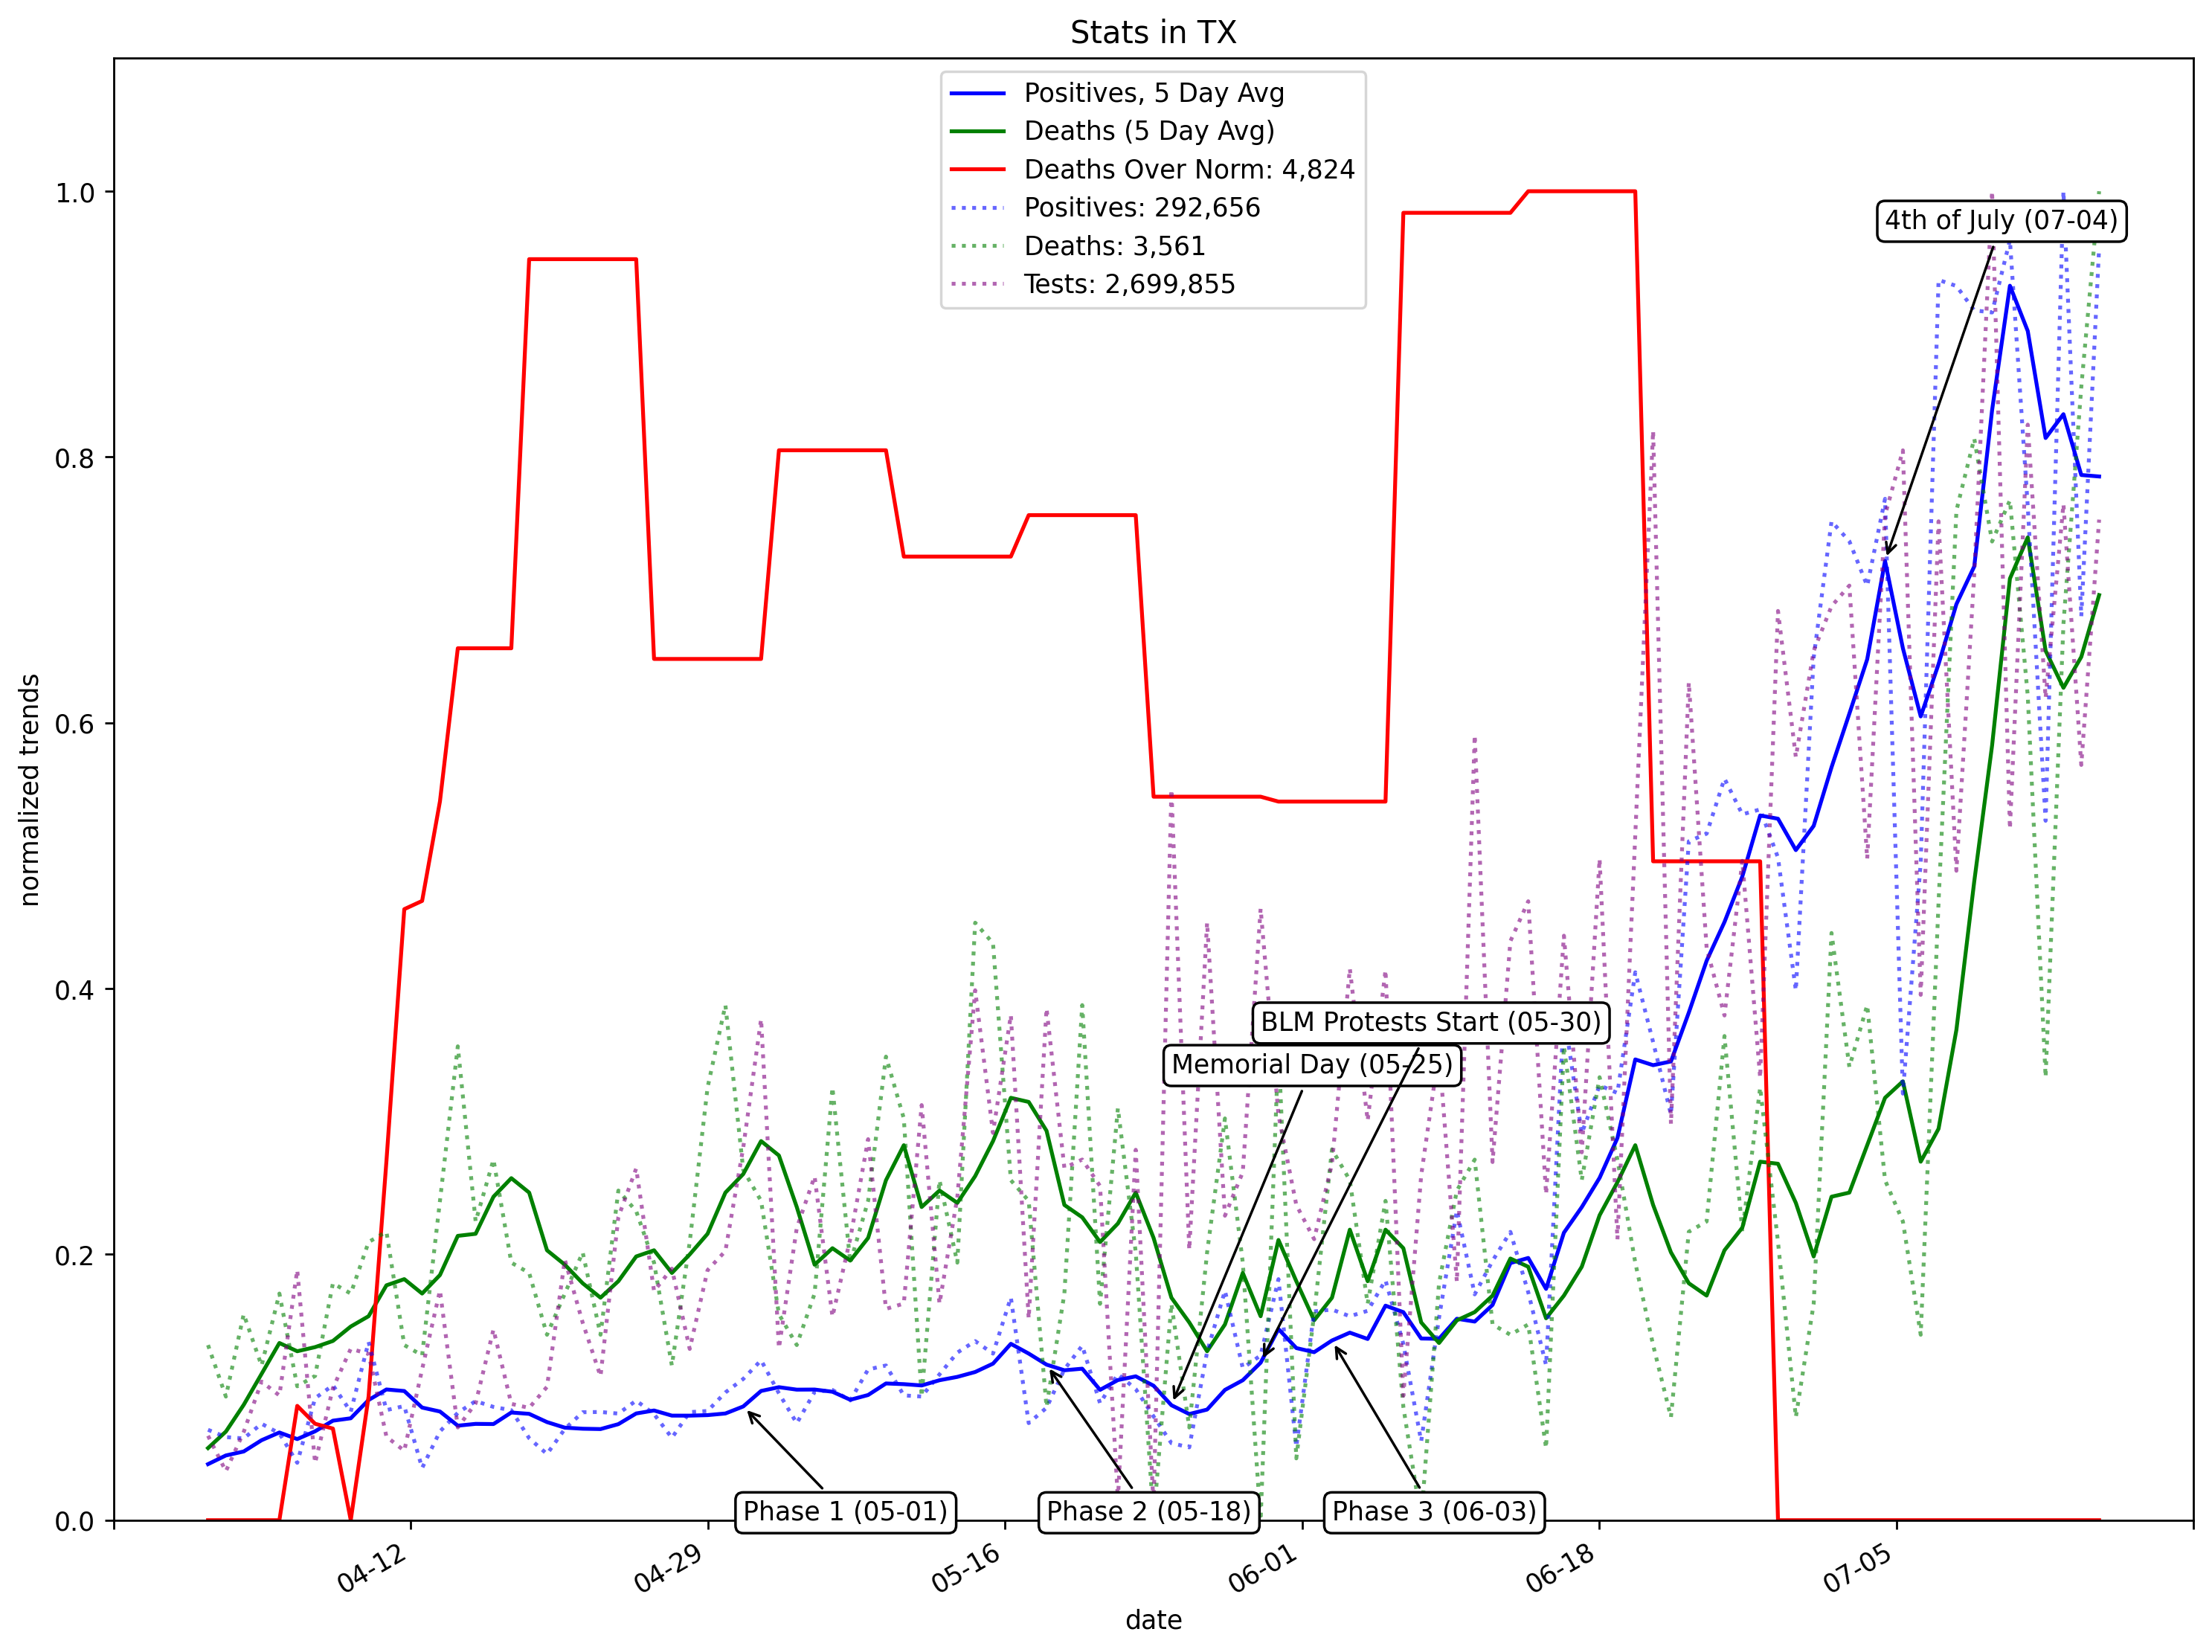 Stats in TX
Positives, 5 Day Avg
Deaths (5 Day Avg)
Deaths Over Norm: 4,824
Positives: 292,656
Deaths: 3,561
Tests: 2,699,855
4th of July (07-04)
BLM Protests Start (05-30)
Memorial Day (05-25)
Phase 1 (05-01)
Phase 2 (05-18)
Phase 3 (06-03)
normalized trends
1.0
0.8
0.6
0.4
0.2
0.0
04-12
04-29
05-16
06-01
06-18
07-05
date